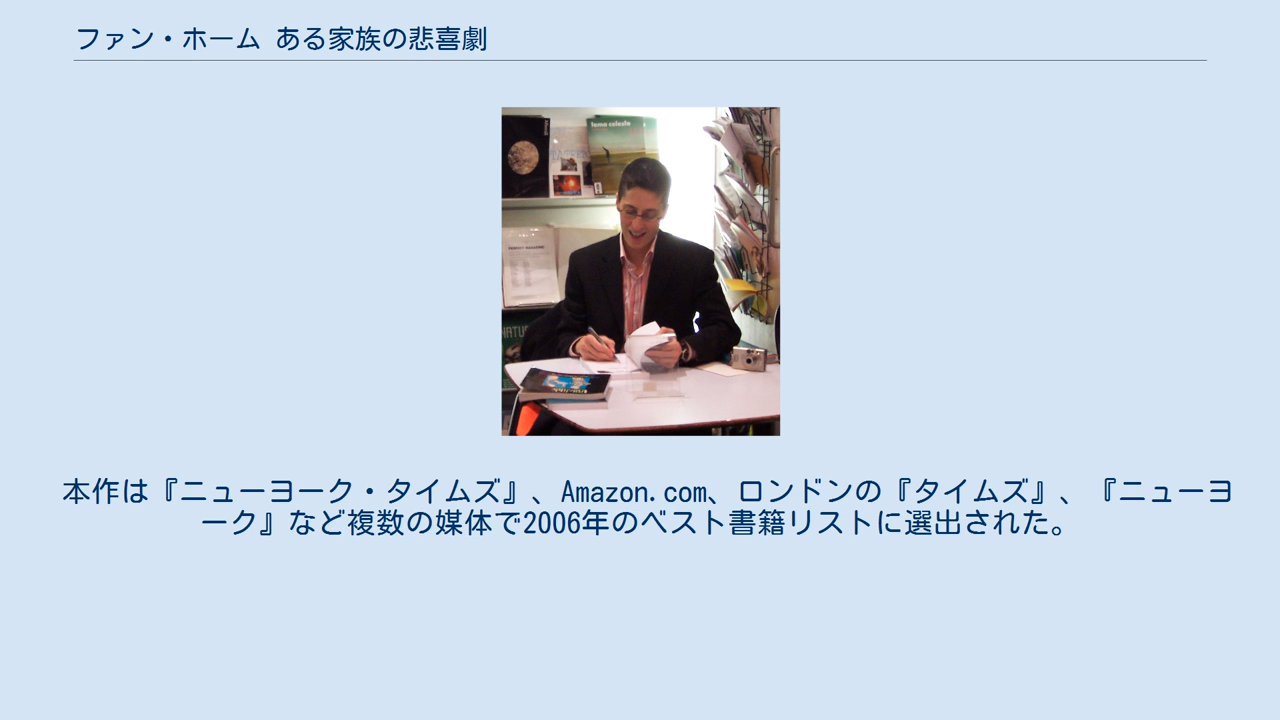 ファン・ホーム ある家族の悲喜劇
tema celeste
本作は『ニューヨーク・タイムズ』、Amazon.com、ロンドンの『タイムズ』、『ニューヨ
ーク』など複数の媒体で2006年のベスト書籍リストに選出された。